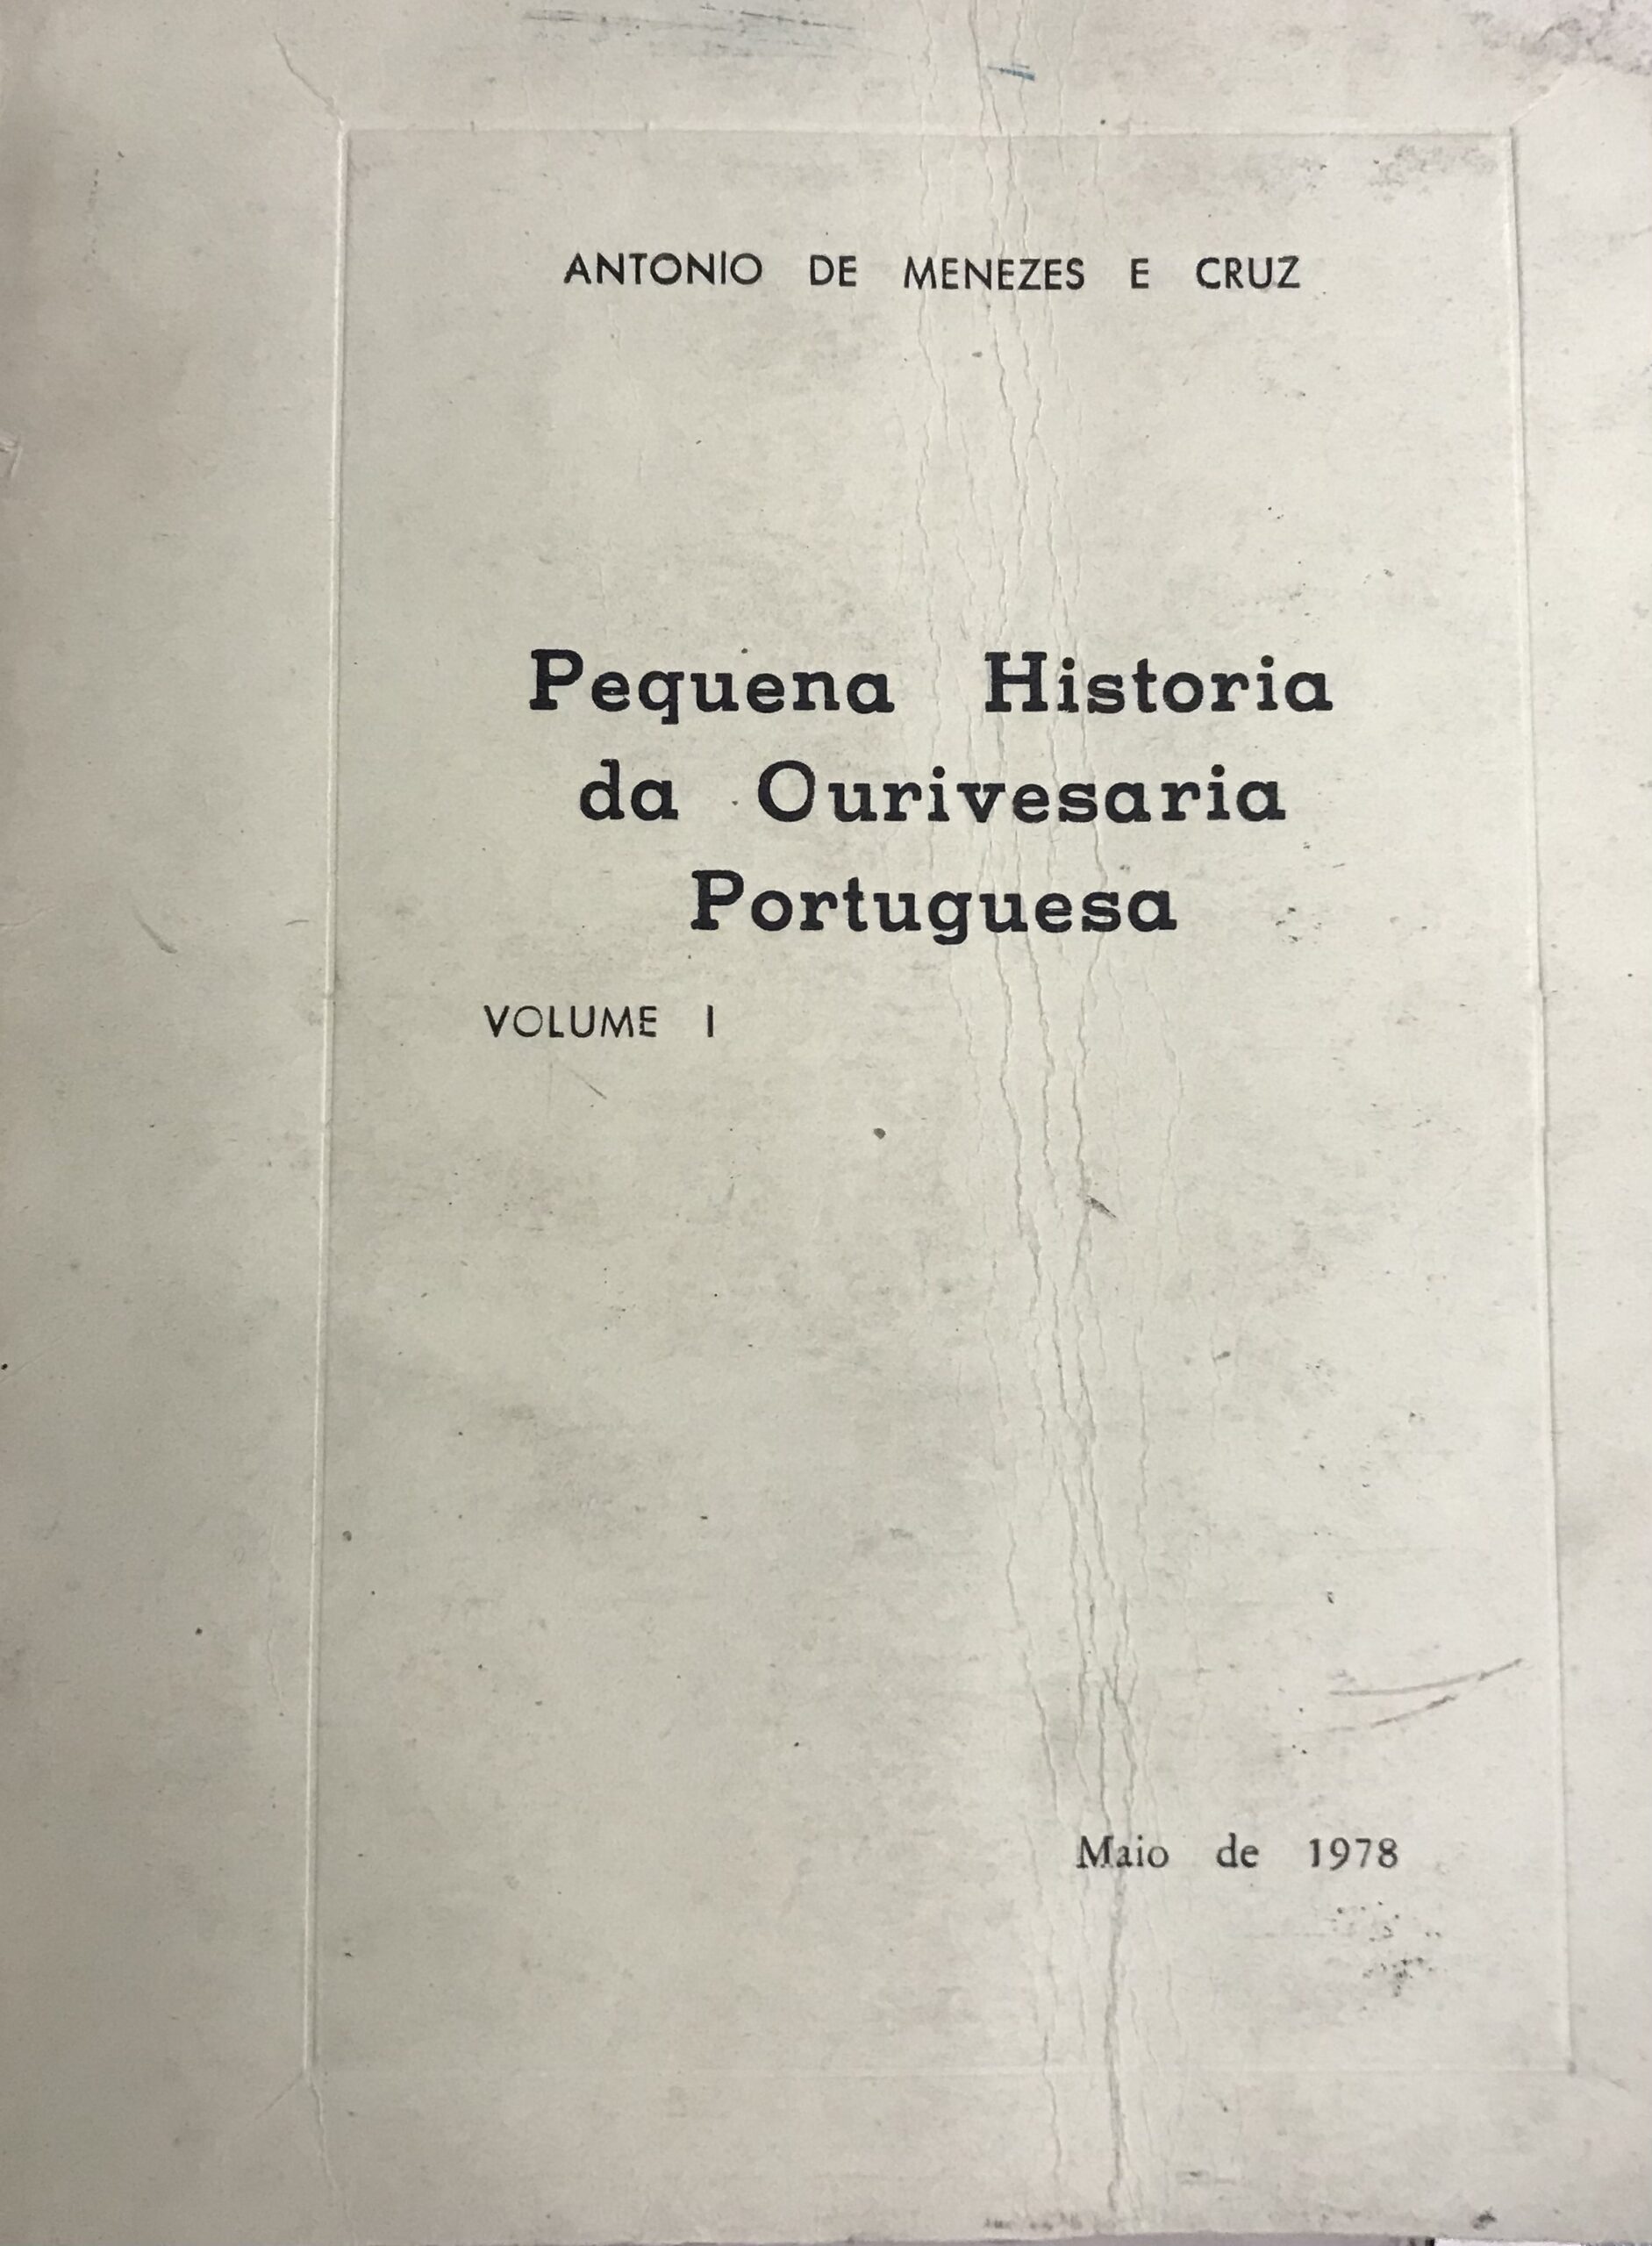 ANTONIO DE MENEZES E CRUZ
Pequena Historia
da Ourivesaria
Portuguesa
VOLUME I
Maio de 1978